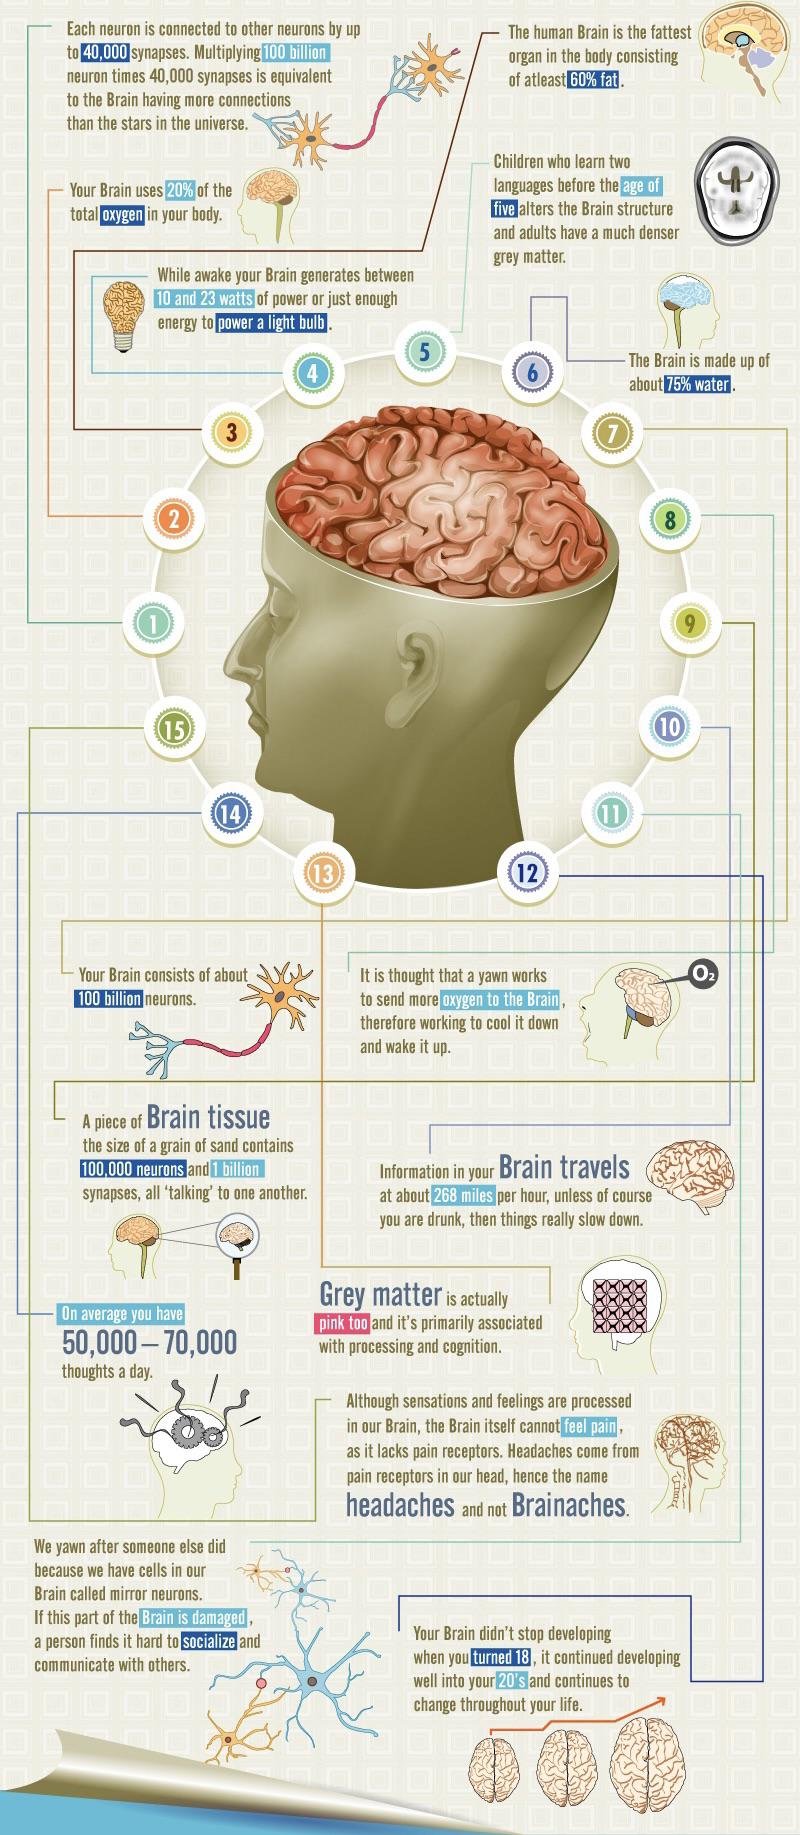 Each neuron is connected to other neurons by up
to 40,000 synapses. Multiplying 100 billion
neuron times 40,000 synapses is equivalent
to the Brain having more connections
than the stars in the universe.
The human Brain is the fattest
organ in the body consisting
of atleast 60% fat.
Your Brain uses 20% of the
total oxygen in your body.
Children who learn two
languages before the age of
five alters the Brain structure
and adults have a much denser
grey matter.
While awake your Brain generates between
10 and 23 watts of power or just enough
energy to power a light bulb.
The Brain is made up of
about 75% water.
1
2
3
4
5
6
7
8
9
10
11
12
13
14
15
Your Brain consists of about
100 billion neurons.
It is thought that a yawn works
to send more oxygen to the Brain,
therefore working to cool it down
and wake it up.
O2
A piece of Brain tissue
the size of a grain of sand contains
100,000 neurons and 1 billion
synapses, all 'talking' to one another.
Information in your Brain travels
at about 268 miles per hour, unless of course
you are drunk, then things really slow down.
Grey matter is actually
pink too and it's primarily associated
with processing and cognition.
On average you have
50,000 – 70,000
thoughts a day.
Although sensations and feelings are processed
in our Brain, the Brain itself cannot feel pain,
as it lacks pain receptors. Headaches come from
pain receptors in our head, hence the name
headaches and not Brainaches.
We yawn after someone else did
because we have cells in our
Brain called mirror neurons.
If this part of the Brain is damaged,
a person finds it hard to socialize and
communicate with others.
Your Brain didn't stop developing
when you turned 18, it continued developing
well into your 20's and continues to
change throughout your life.